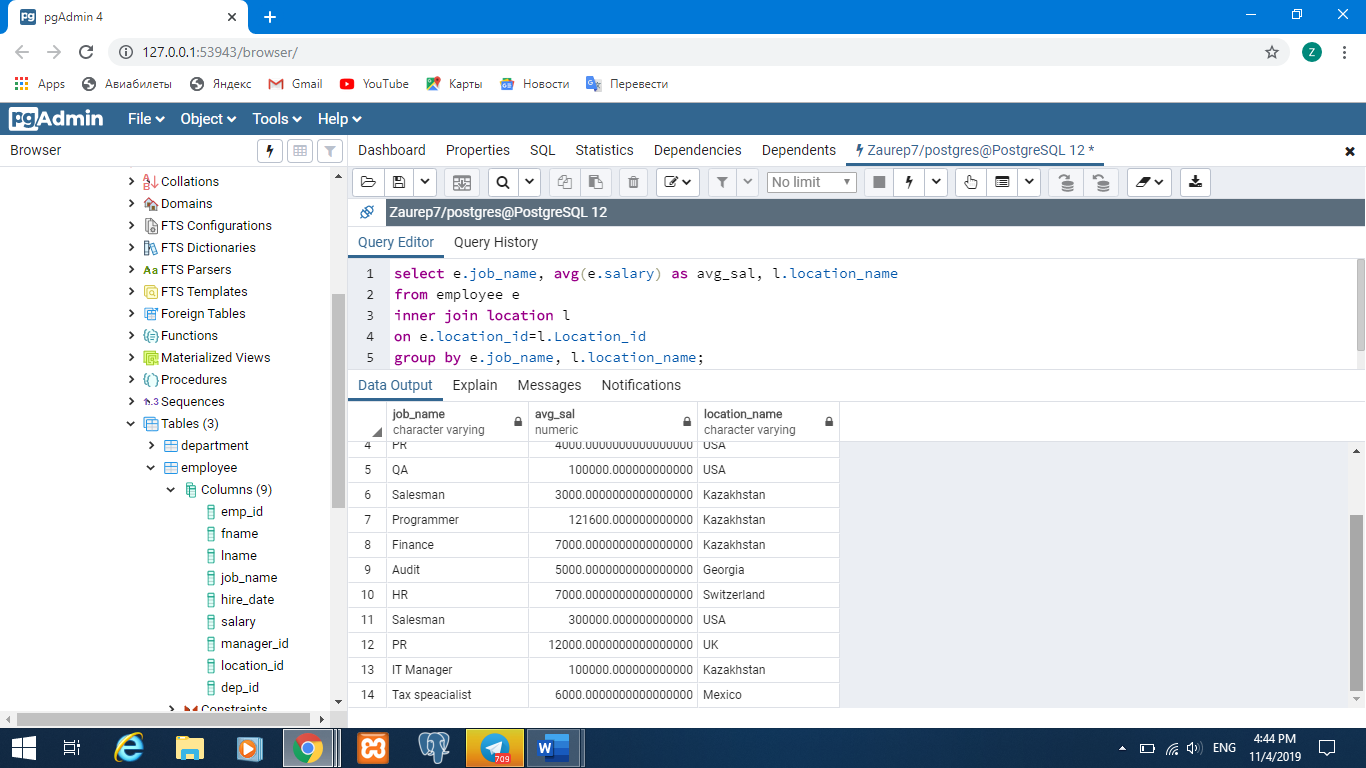 pgAdmin 4
127.0.0.1:53943/browser/
Z
Apps Авиабилеты Яндекс Gmail YouTube Карты Новости Перевести
pgAdmin File Object Tools Help
Browser
Dashboard Properties SQL Statistics Dependencies Dependents Zaurep7/postgres@PostgreSQL 12 *
No limit
Zaurep7/postgres@PostgreSQL 12
Query Editor Query History
Collations
Domains
FTS Configurations
FTS Dictionaries
FTS Parsers
FTS Templates
Foreign Tables
Functions
Materialized Views
Procedures
Sequences
Tables (3)
department
employee
Columns (9)
emp_id
fname
lname
job_name
hire_date
salary
manager_id
location_id
dep_id
Constraints
1 select e.job_name, avg(e.salary) as avg_sal, l.location_name
2 from employee e
3 inner join location l
4 on e.location_id=l.Location_id
5 group by e.job_name, l.location_name;
Data Output Explain Messages Notifications
job_name avg_sal location_name
character varying numeric character varying
4 PR 4000.0000000000000000 USA
5 QA 100000.000000000000 USA
6 Salesman 3000.0000000000000000 Kazakhstan
7 Programmer 121600.000000000000 Kazakhstan
8 Finance 7000.0000000000000000 Kazakhstan
9 Audit 5000.0000000000000000 Georgia
10 HR 7000.0000000000000000 Switzerland
11 Salesman 300000.000000000000 USA
12 PR 12000.0000000000000000 UK
13 IT Manager 100000.000000000000 Kazakhstan
14 Tax speacialist 6000.0000000000000000 Mexico
709
W
ENG
4:44 PM
11/4/2019